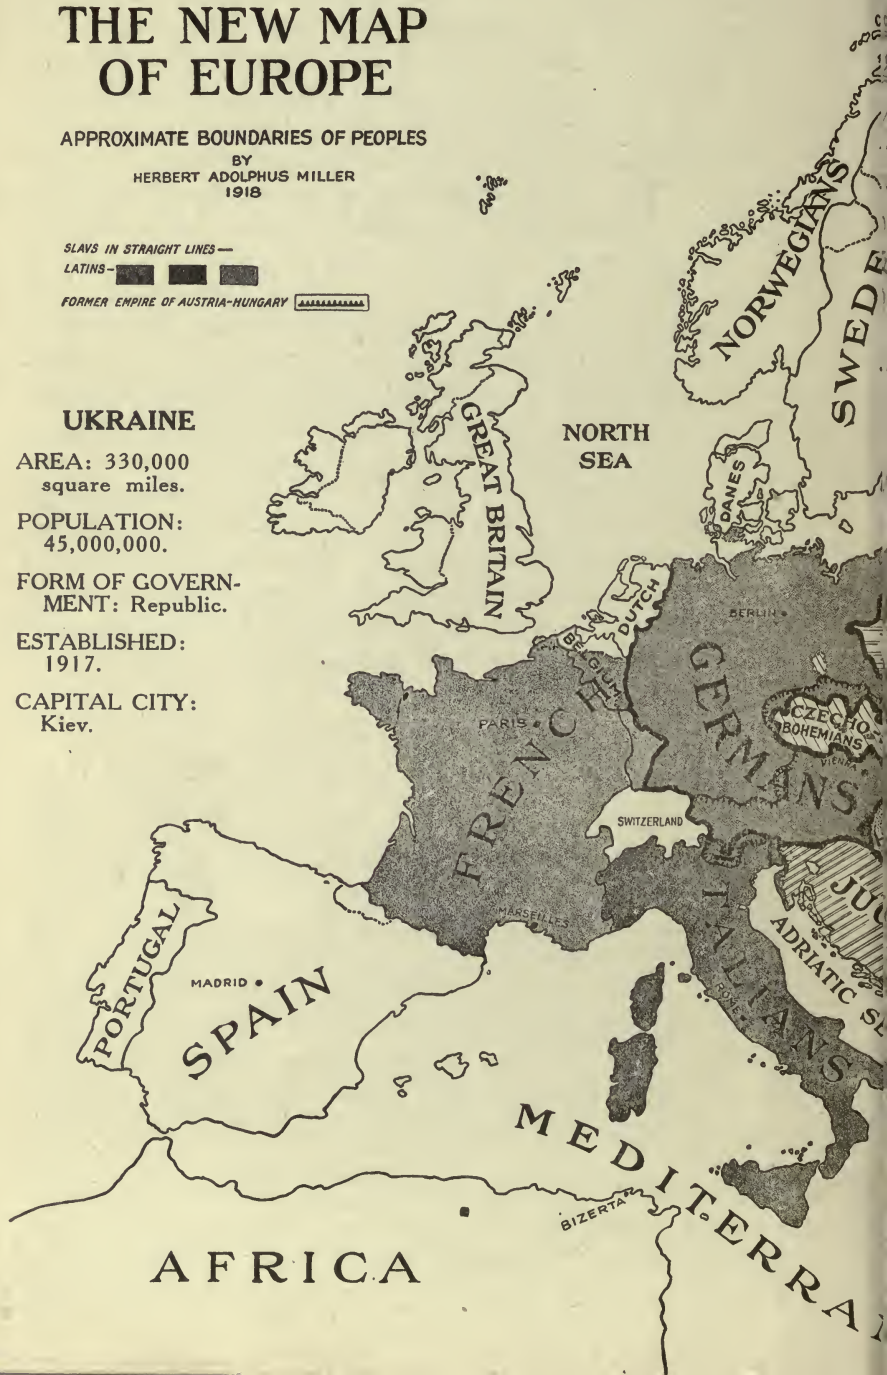 THE NEW MAP
OF EUROPE
APPROXIMATE BOUNDARIES OF PEOPLES
BY
HERBERT ADOLPHUS MILLER
1918
SLAVS IN STRAIGHT LINES—
LATINS-
FORMER EMPIRE OF AUSTRIA-HUNGARY
UKRAINE
AREA: 330,000
square miles.
POPULATION:
45,000,000.
FORM OF GOVERN-
MENT: Republic.
ESTABLISHED:
1917.
CAPITAL CITY:
Kiev.
NORWEGIANS
SWEDE
NORTH
SEA
GREAT BRITAIN
DANES
DUTCH
BELGIUM
BERLIN
GERMANS
CZECHO
BOHEMIANS
VIENNA
PARIS
FRENCH
SWITZERLAND
MARSEILLES
ITALIANS
ROME
JUG
ADRIATIC SE
PORTUGAL
MADRID
SPAIN
MEDITERRAN
BIZERTA
AFRICA